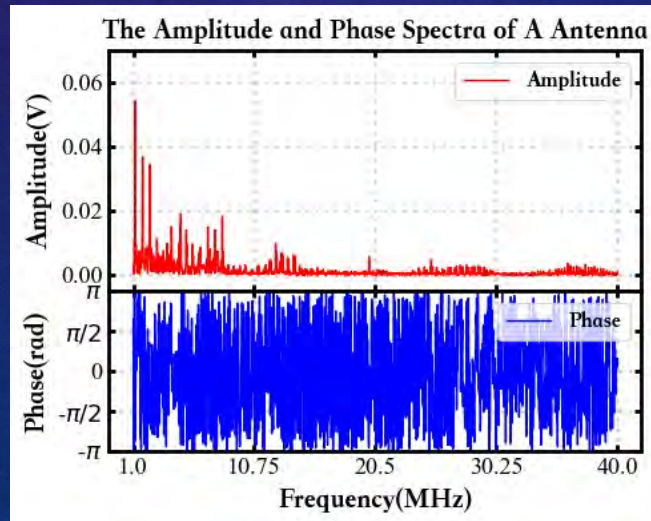 The Amplitude and Phase Spectra of A Antenna
Amplitude(V)
0.06
0.04
0.02
0.00
Amplitude
Phase(rad)
π
π/2
0
-π/2
-π
Phase
1.0 10.75 20.5 30.25 40.0
Frequency(MHz)